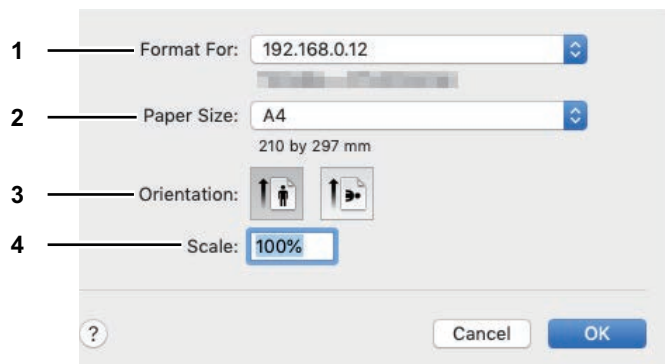 1 Format For: 192.168.0.12
2 Paper Size: A4
210 by 297 mm
3 Orientation:
4 Scale: 100%
? Cancel OK